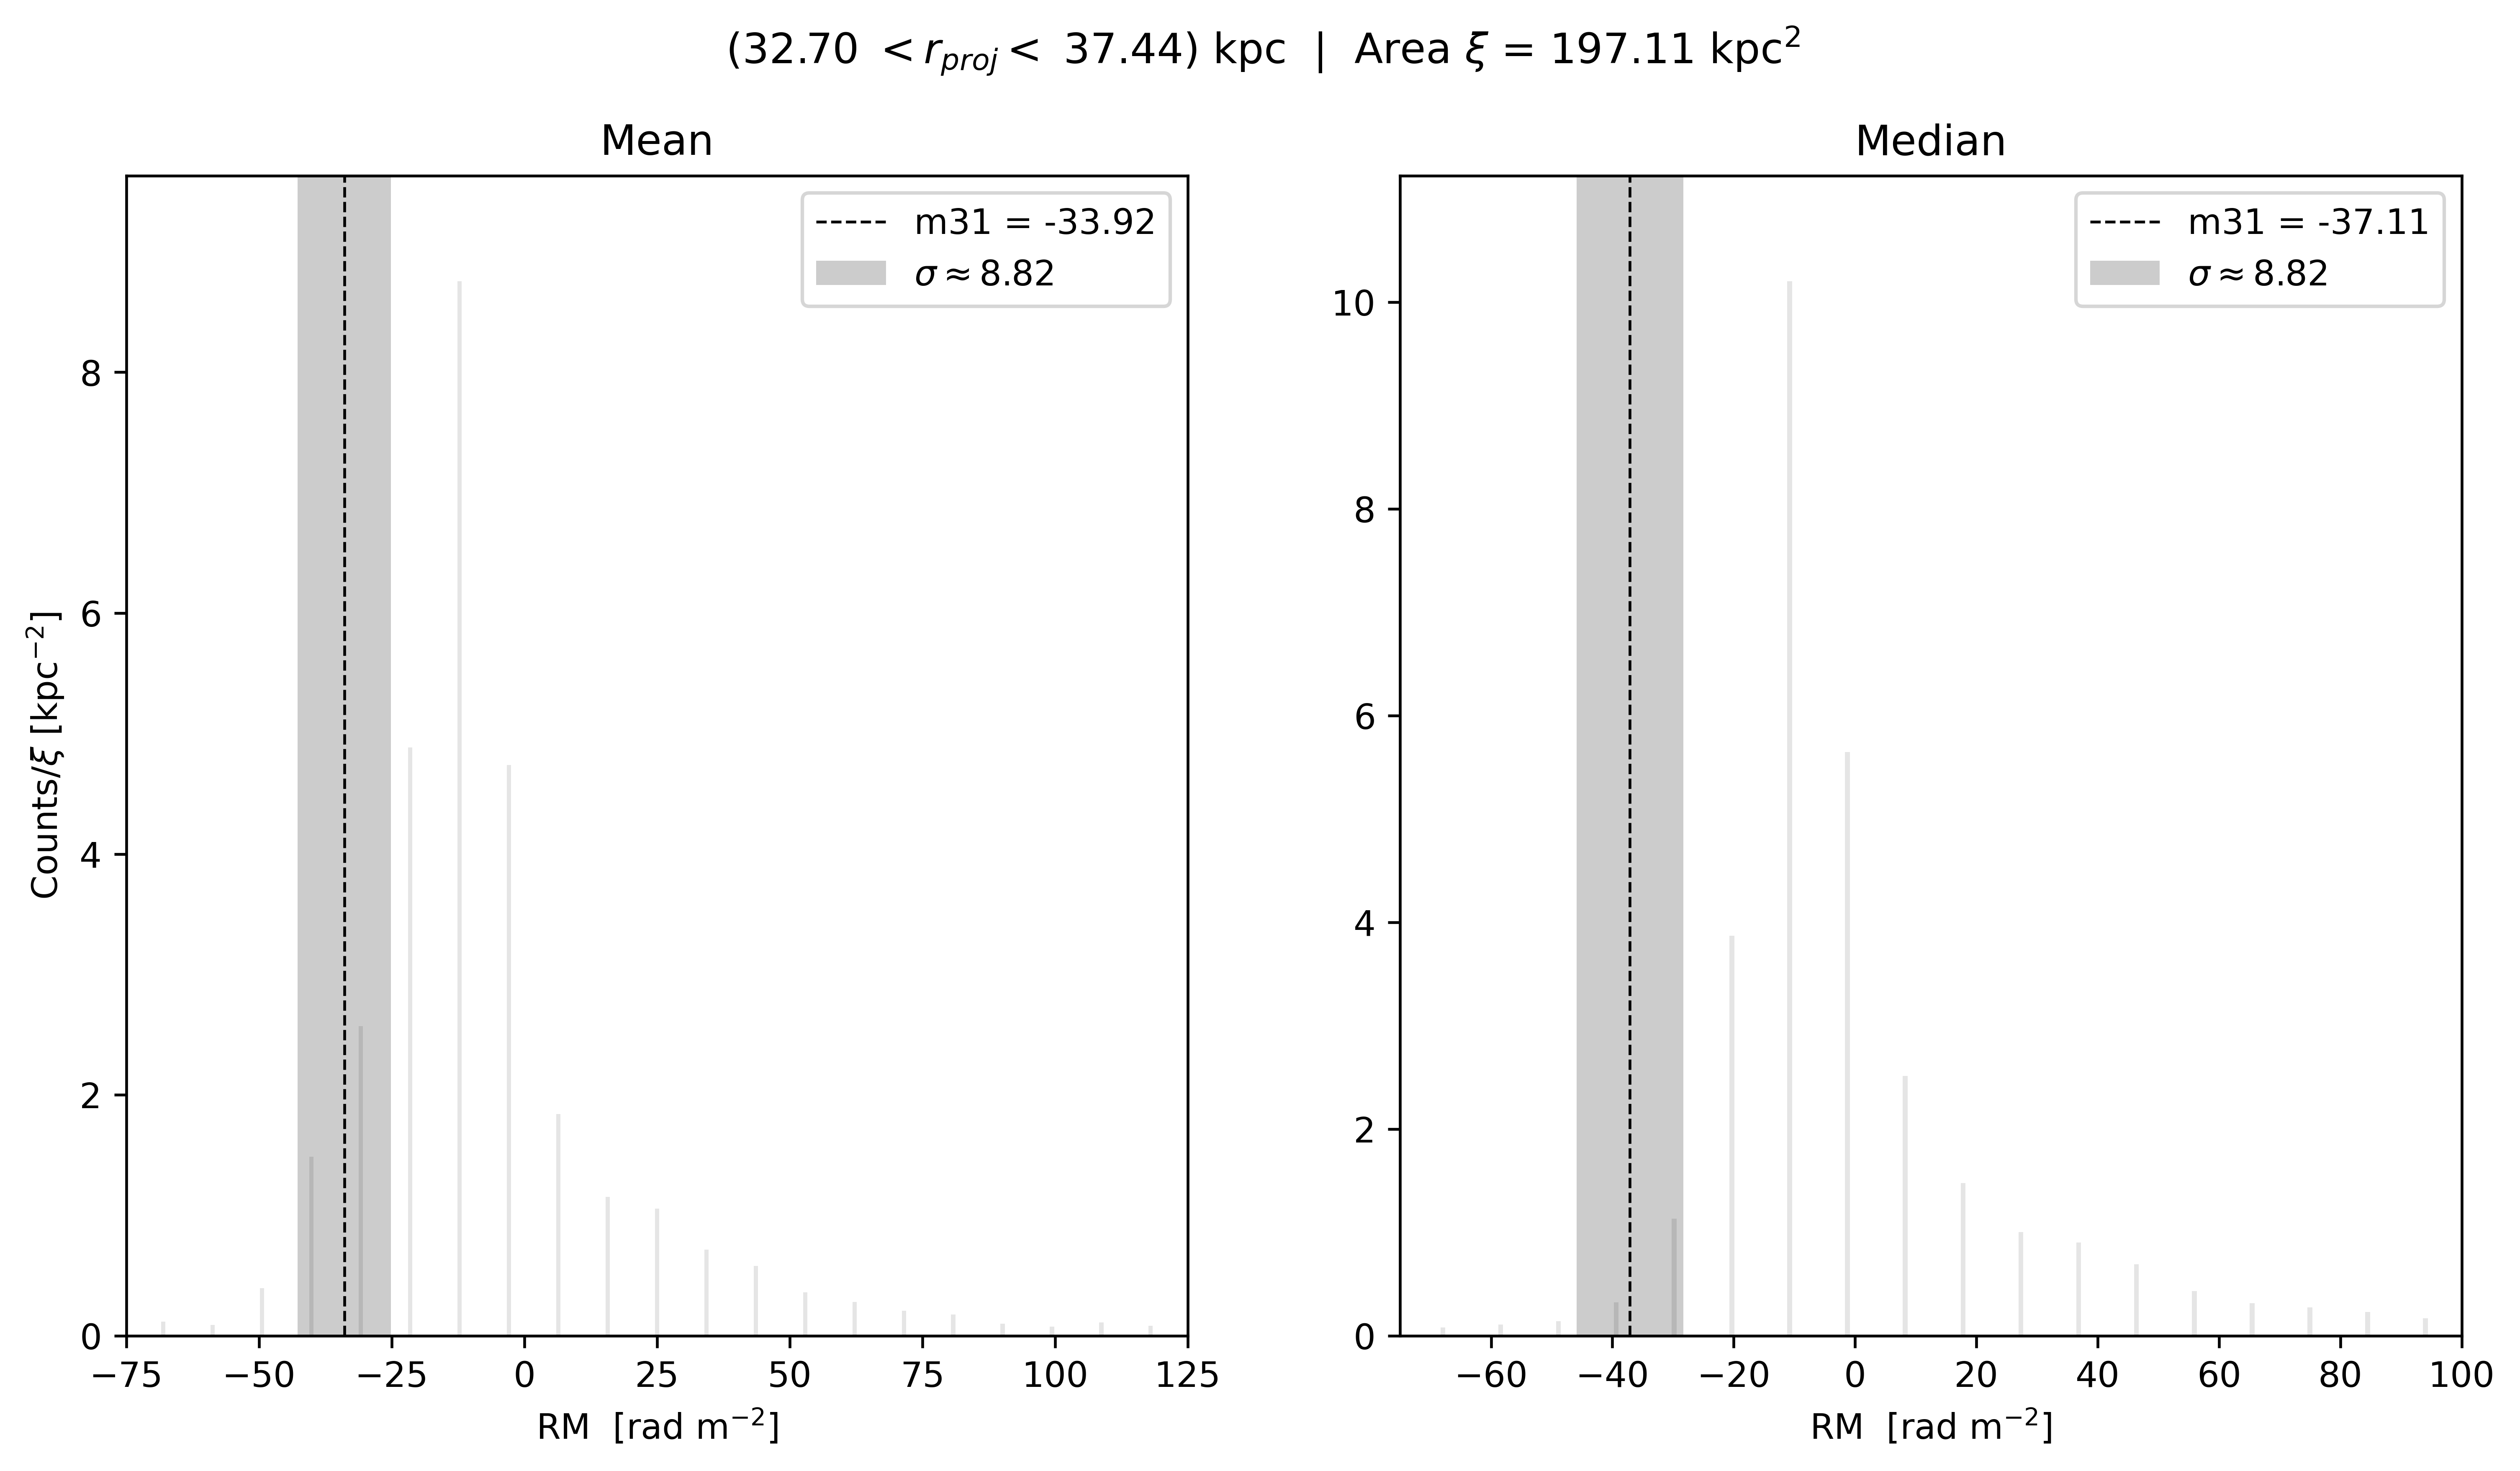 (32.70 < r_proj < 37.44) kpc | Area ξ = 197.11 kpc²
Mean
m31 = -33.92
σ ≈ 8.82
Counts/ξ [kpc⁻²]
8
6
4
2
0
−75 −50 −25 0 25 50 75 100 125
RM [rad m⁻²]
Median
m31 = -37.11
σ ≈ 8.82
10
8
6
4
2
0
−60 −40 −20 0 20 40 60 80 100
RM [rad m⁻²]